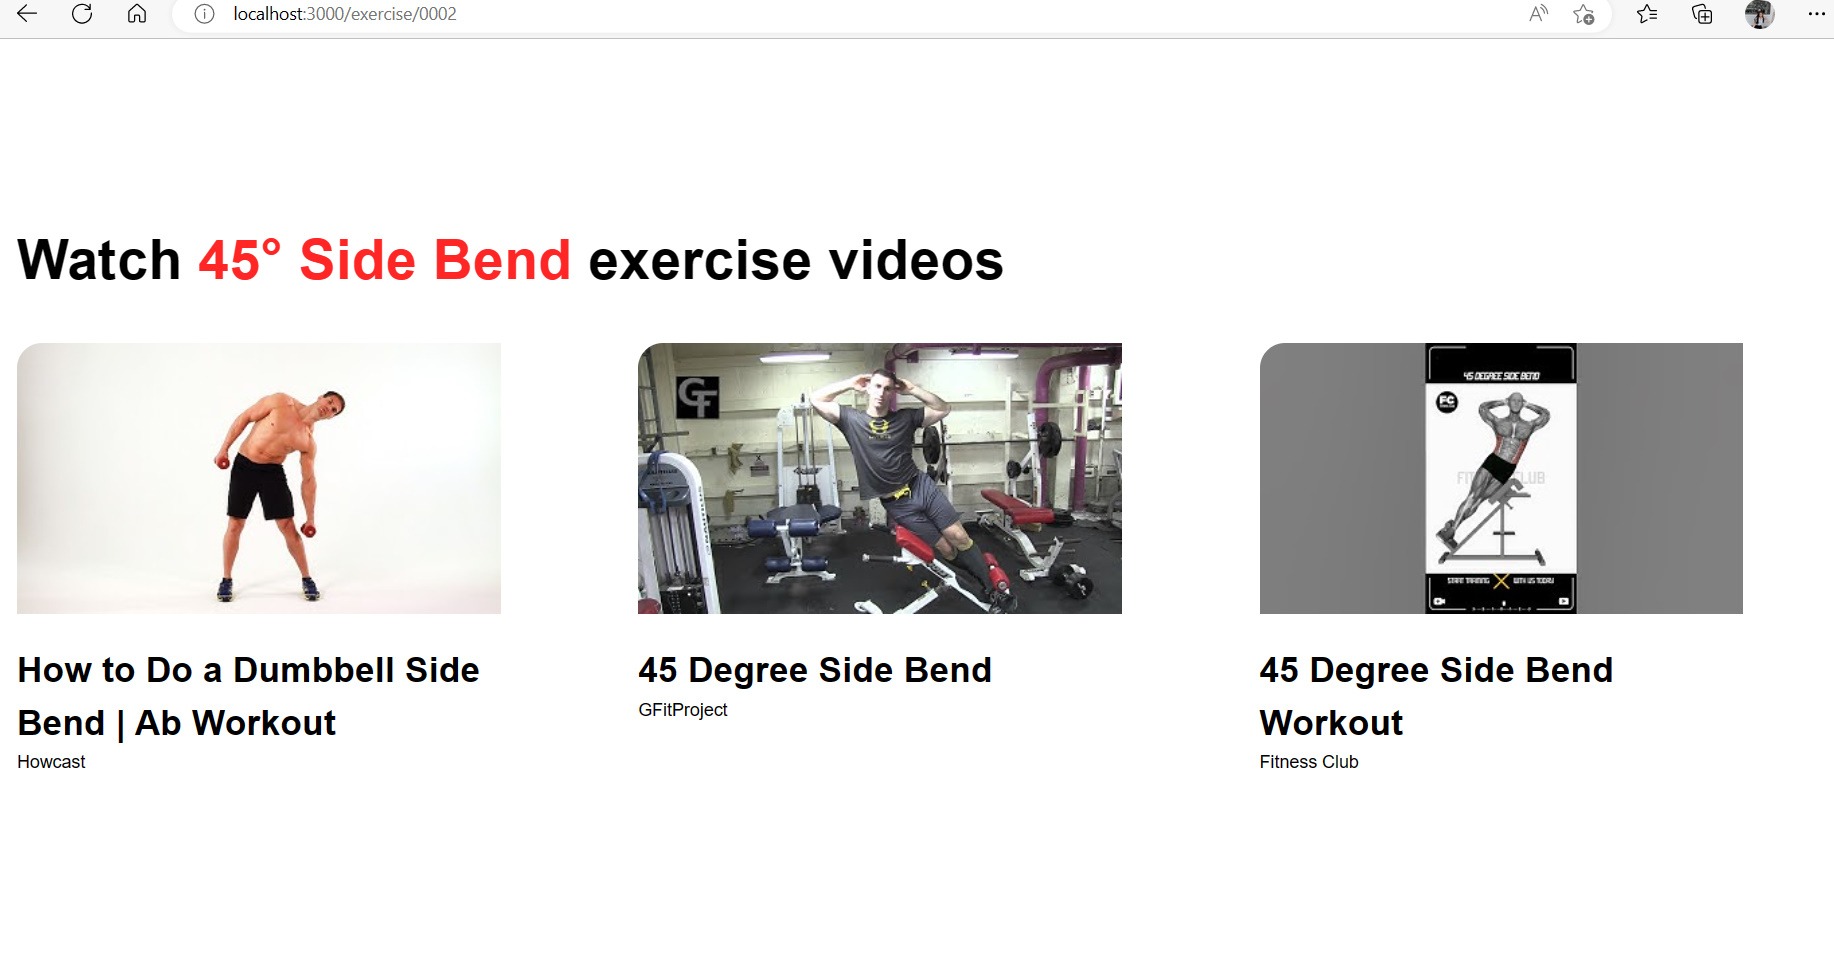 localhost:3000/exercise/0002
Watch 45° Side Bend exercise videos
GF
45 DEGREE SIDE BEND
FC
START TRAINING WITH US TODAY
How to Do a Dumbbell Side
Bend | Ab Workout
Howcast
45 Degree Side Bend
GFitProject
45 Degree Side Bend
Workout
Fitness Club